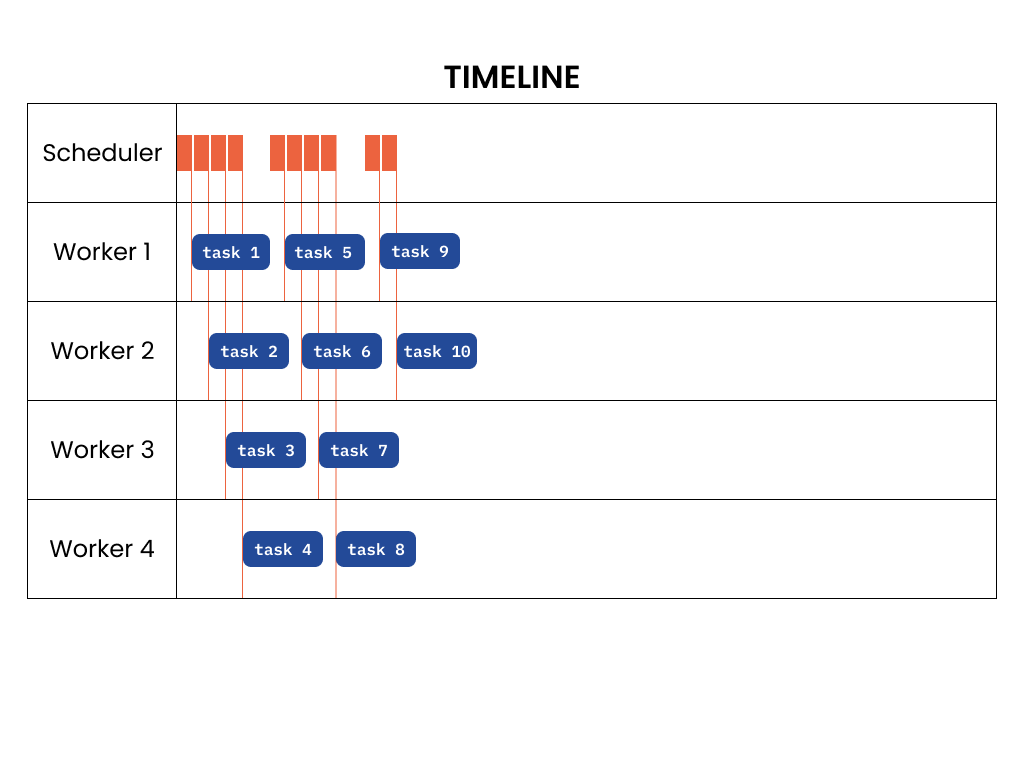 TIMELINE
Scheduler
Worker 1
task 1
task 5
task 9
Worker 2
task 2
task 6
task 10
Worker 3
task 3
task 7
Worker 4
task 4
task 8